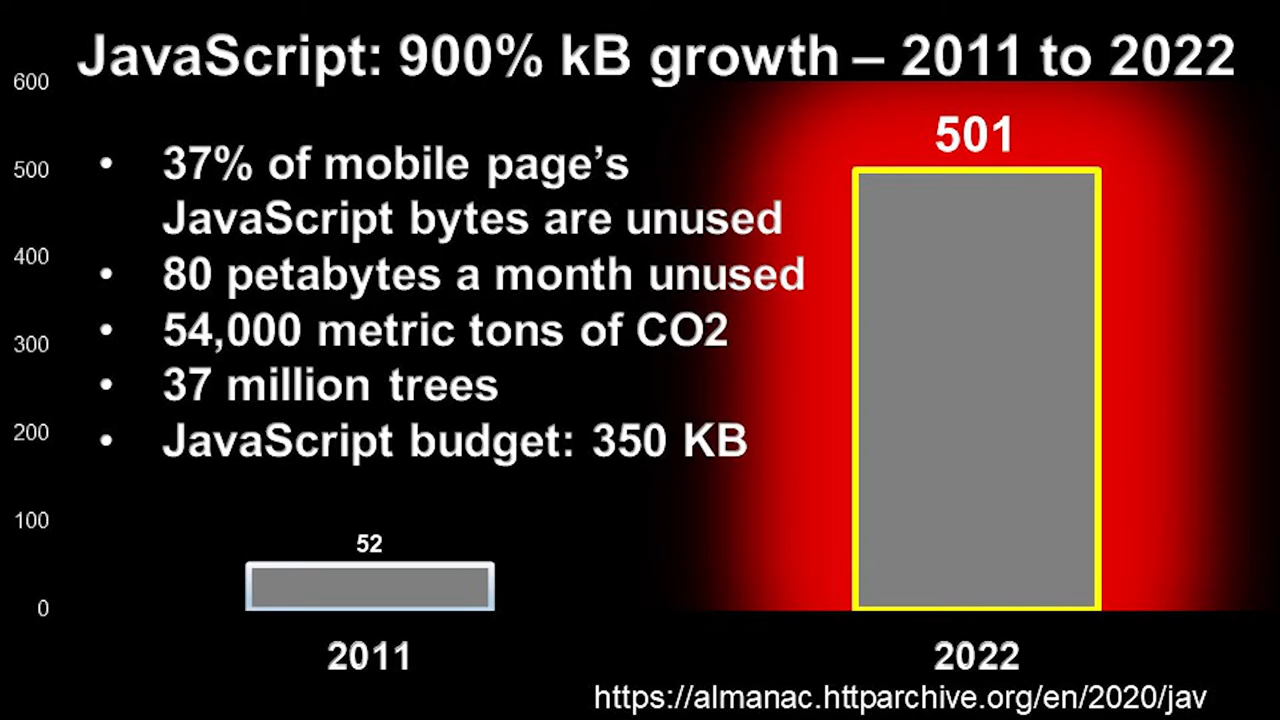 JavaScript: 900% kB growth – 2011 to 2022
600
500
400
300
200
100
0
• 37% of mobile page’s
JavaScript bytes are unused
• 80 petabytes a month unused
• 54,000 metric tons of CO2
• 37 million trees
• JavaScript budget: 350 KB
52
501
2011
2022
https://almanac.httparchive.org/en/2020/jav